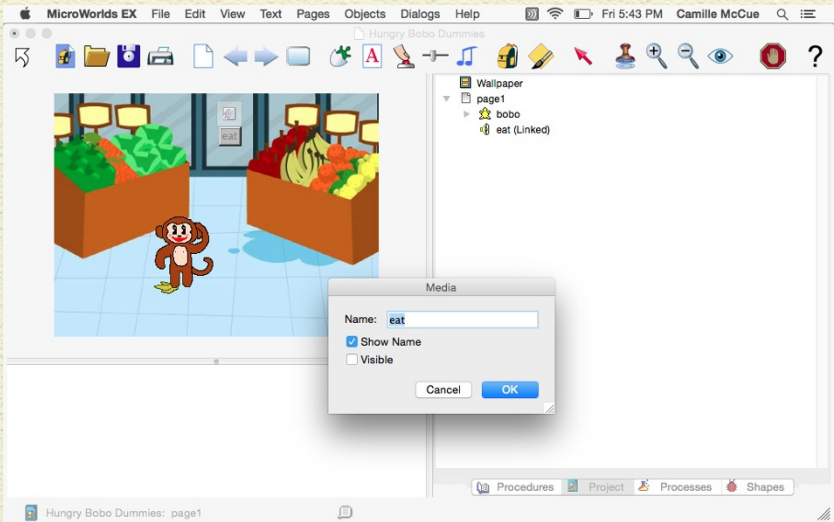 MicroWorlds EX File Edit View Text Pages Objects Dialogs Help Fri 5:43 PM Camille McCue
Hungry Bobo Dummies
A ?
Wallpaper
page1
bobo
eat (Linked)
eat
Media
Name: eat
Show Name
Visible
Cancel OK
Procedures Project Processes Shapes
Hungry Bobo Dummies: page1